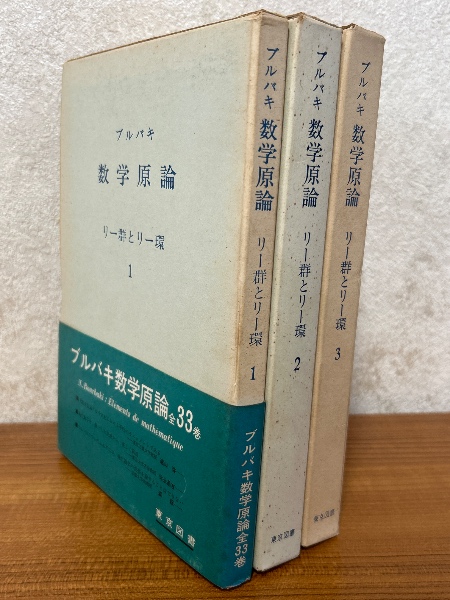 ブルバキ
数学原論
リー群とリー環
1
ブルバキ数学原論全33巻
N.Bourbaki : Éléments de mathématique
東京図書
ブルバキ 数学原論 リー群とリー環 1
ブルバキ数学原論全33巻
ブルバキ 数学原論 リー群とリー環 2
東京図書
ブルバキ 数学原論 リー群とリー環 3
東京図書